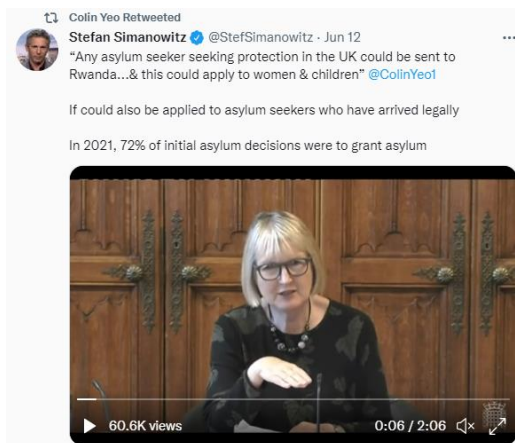 Colin Yeo Retweeted
Stefan Simanowitz @StefSimanowitz · Jun 12
“Any asylum seeker seeking protection in the UK could be sent to
Rwanda...& this could apply to women & children” @ColinYeo1
If could also be applied to asylum seekers who have arrived legally
In 2021, 72% of initial asylum decisions were to grant asylum
60.6K views
0:06 / 2:06